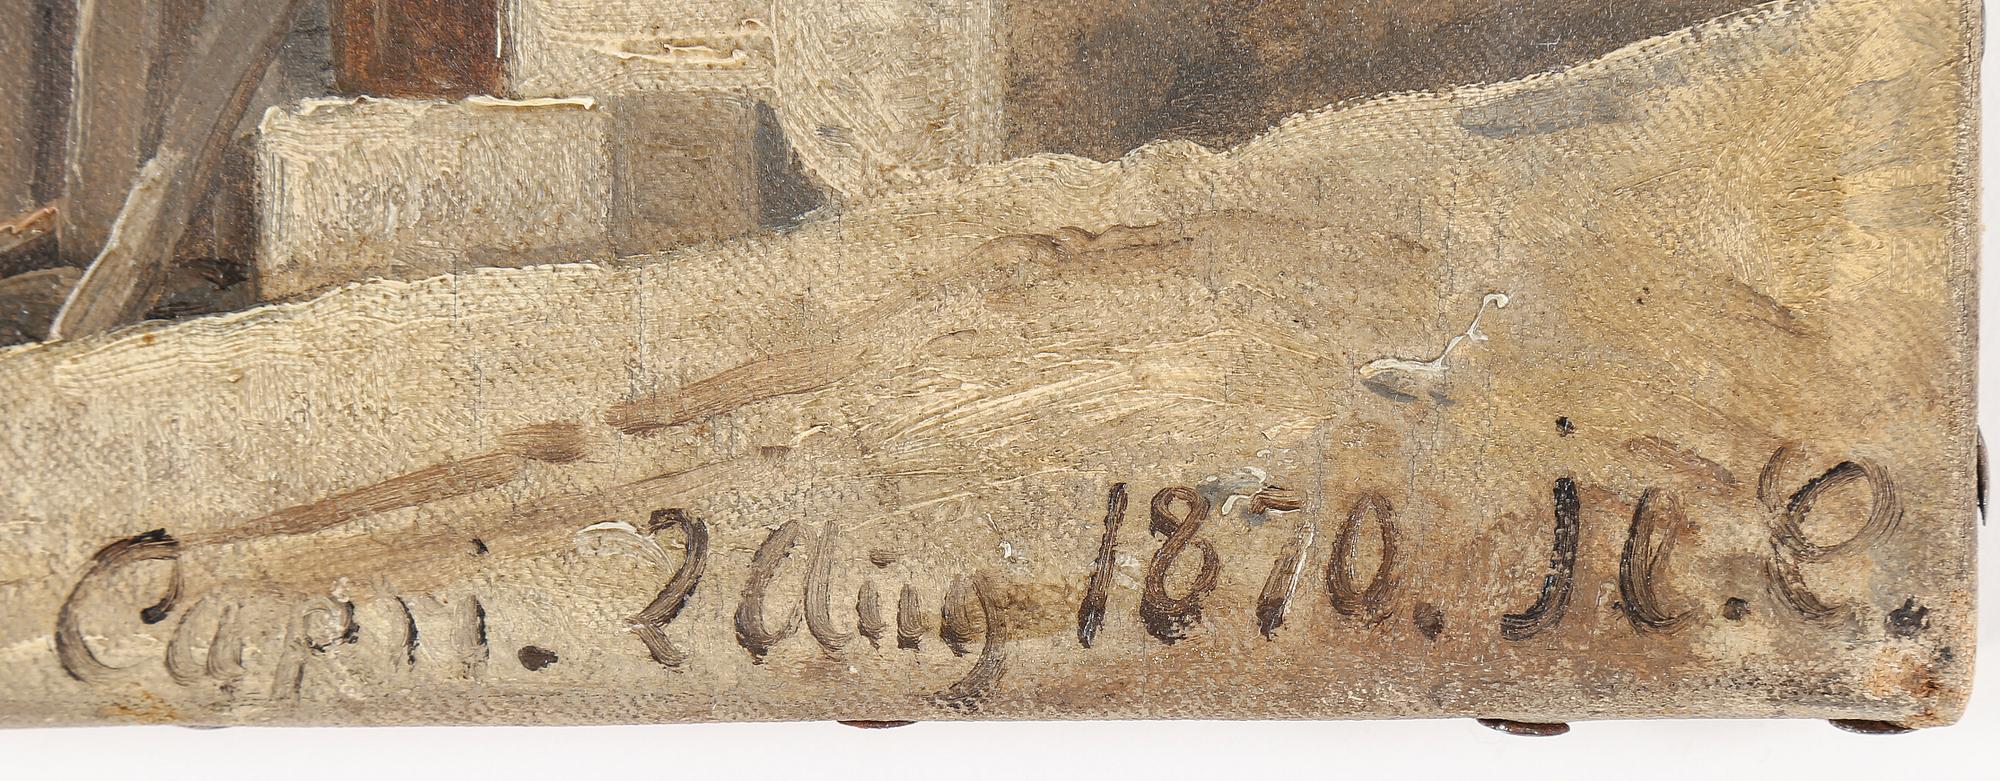 Capri. 2 Aug 1870. J.C.C.